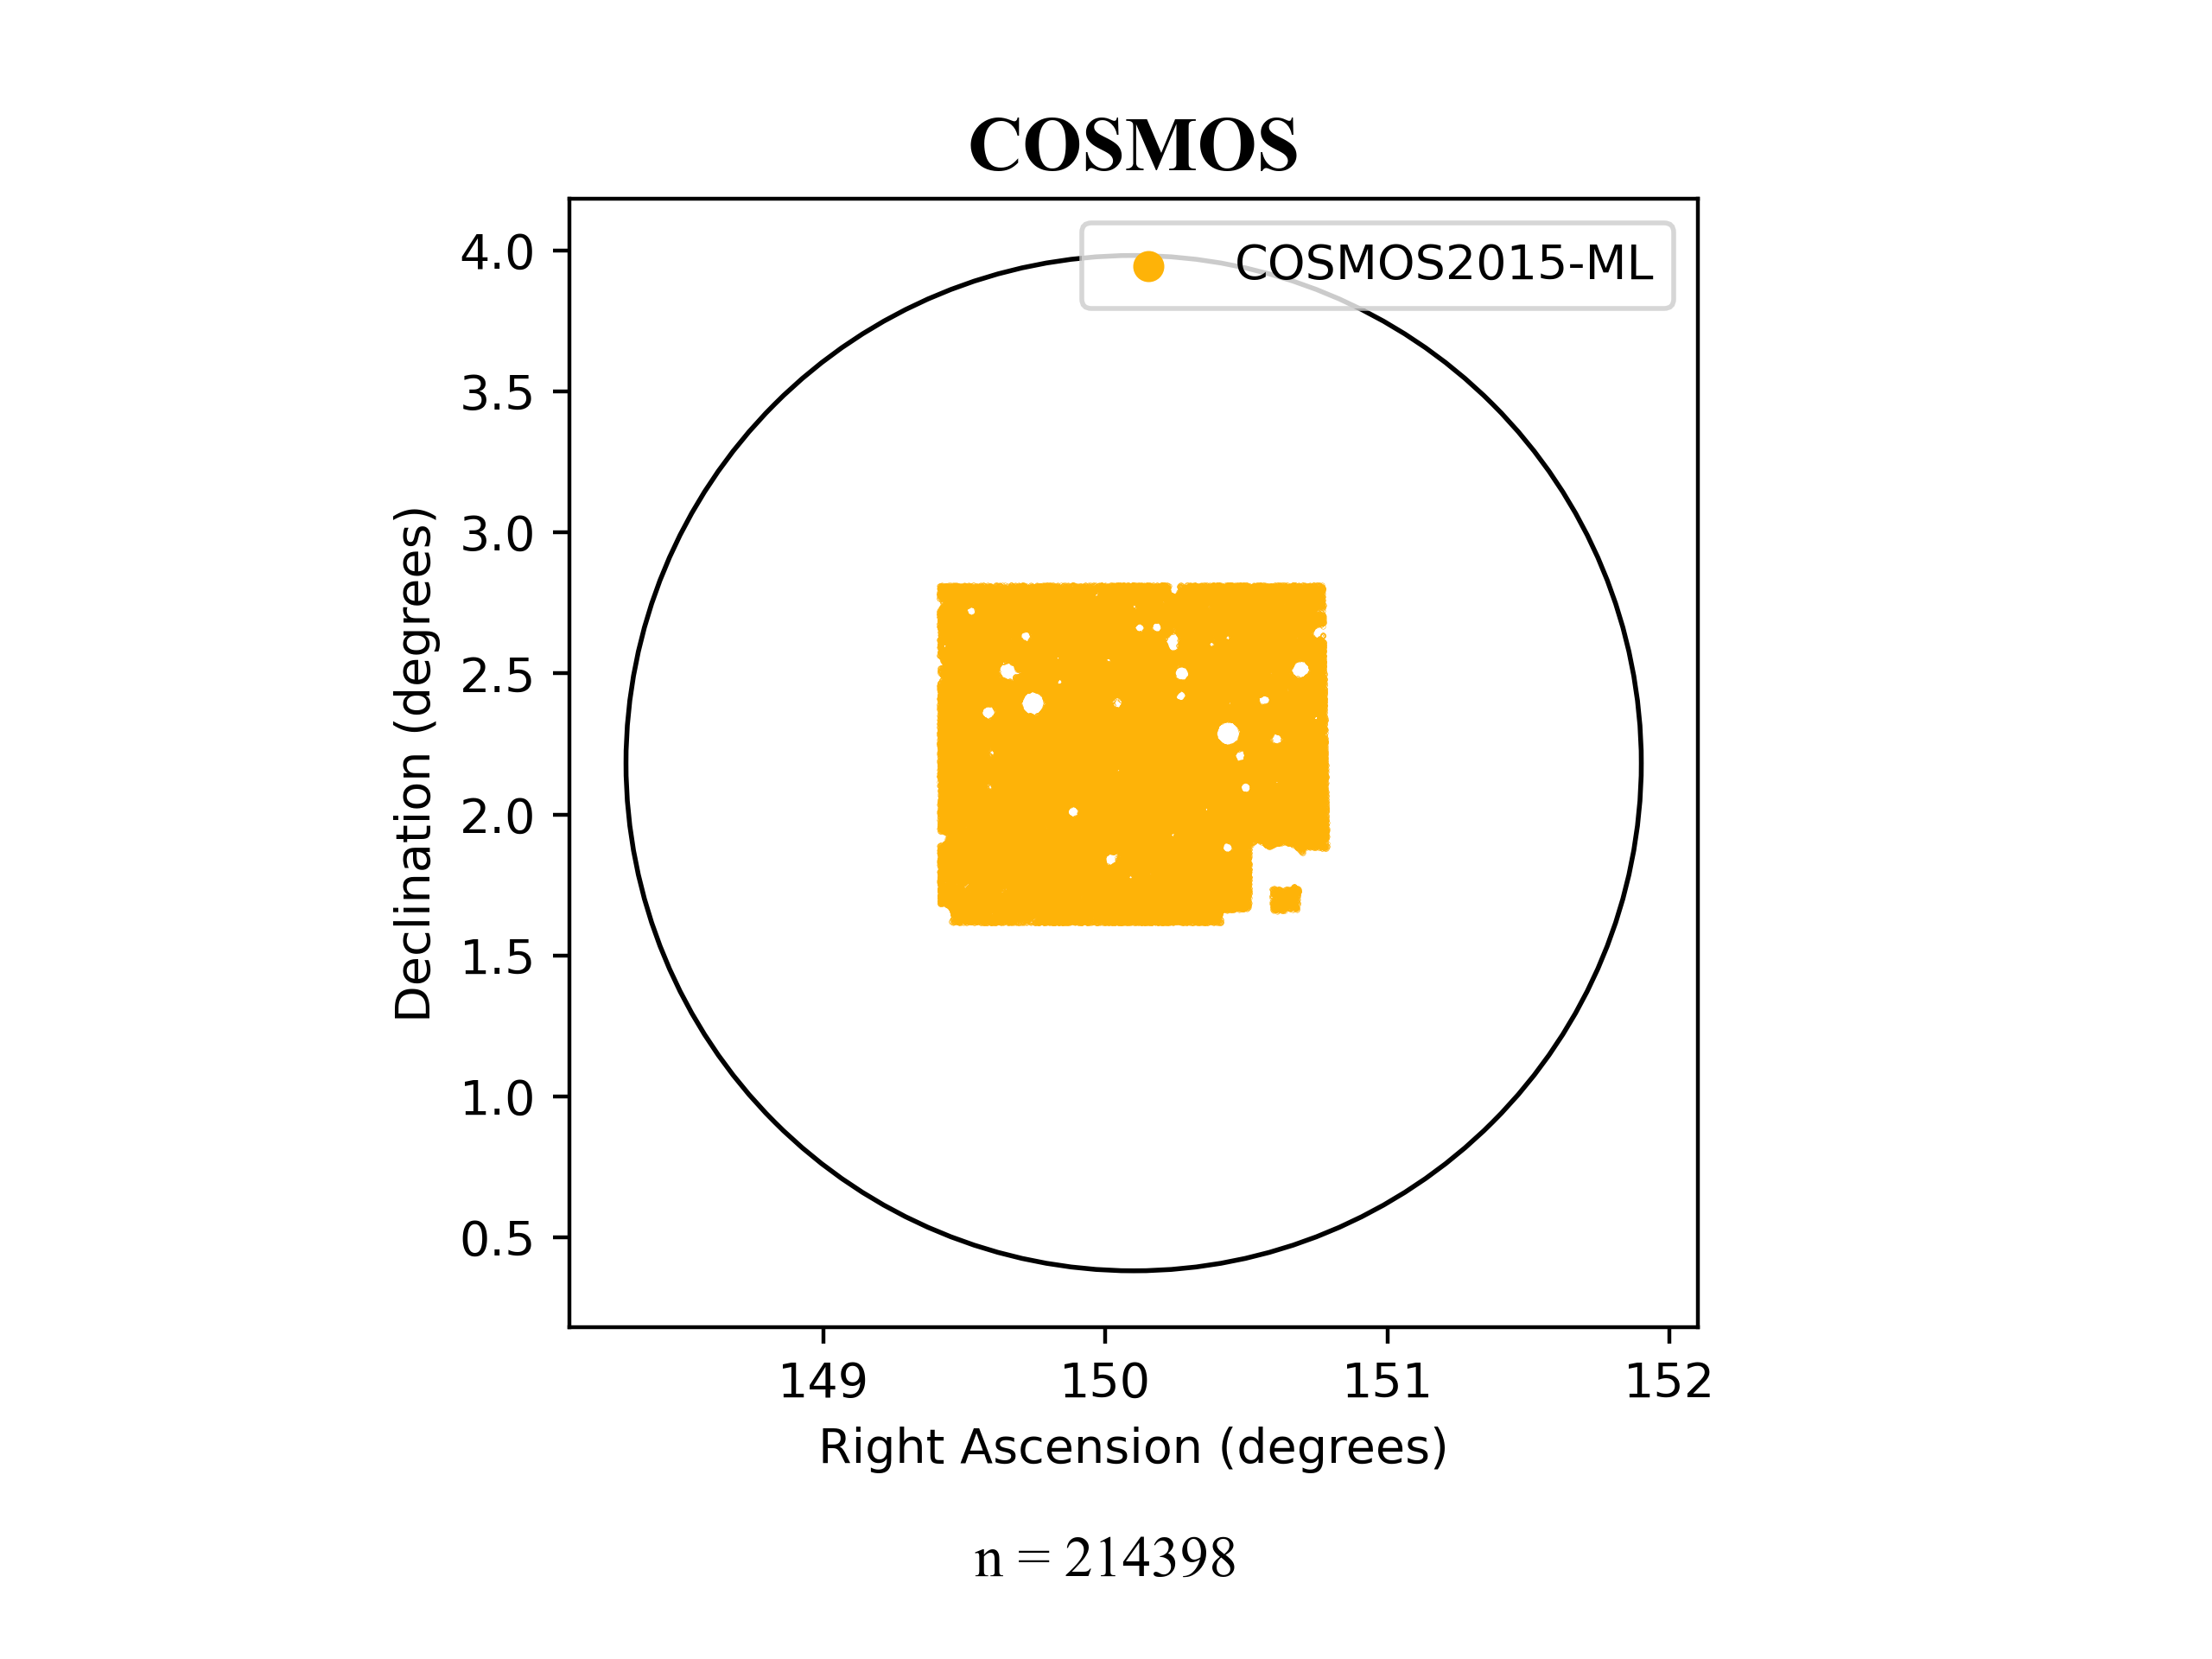 COSMOS
COSMOS2015-ML
4.0
3.5
3.0
2.5
2.0
1.5
1.0
0.5
Declination (degrees)
149 150 151 152
Right Ascension (degrees)
n = 214398